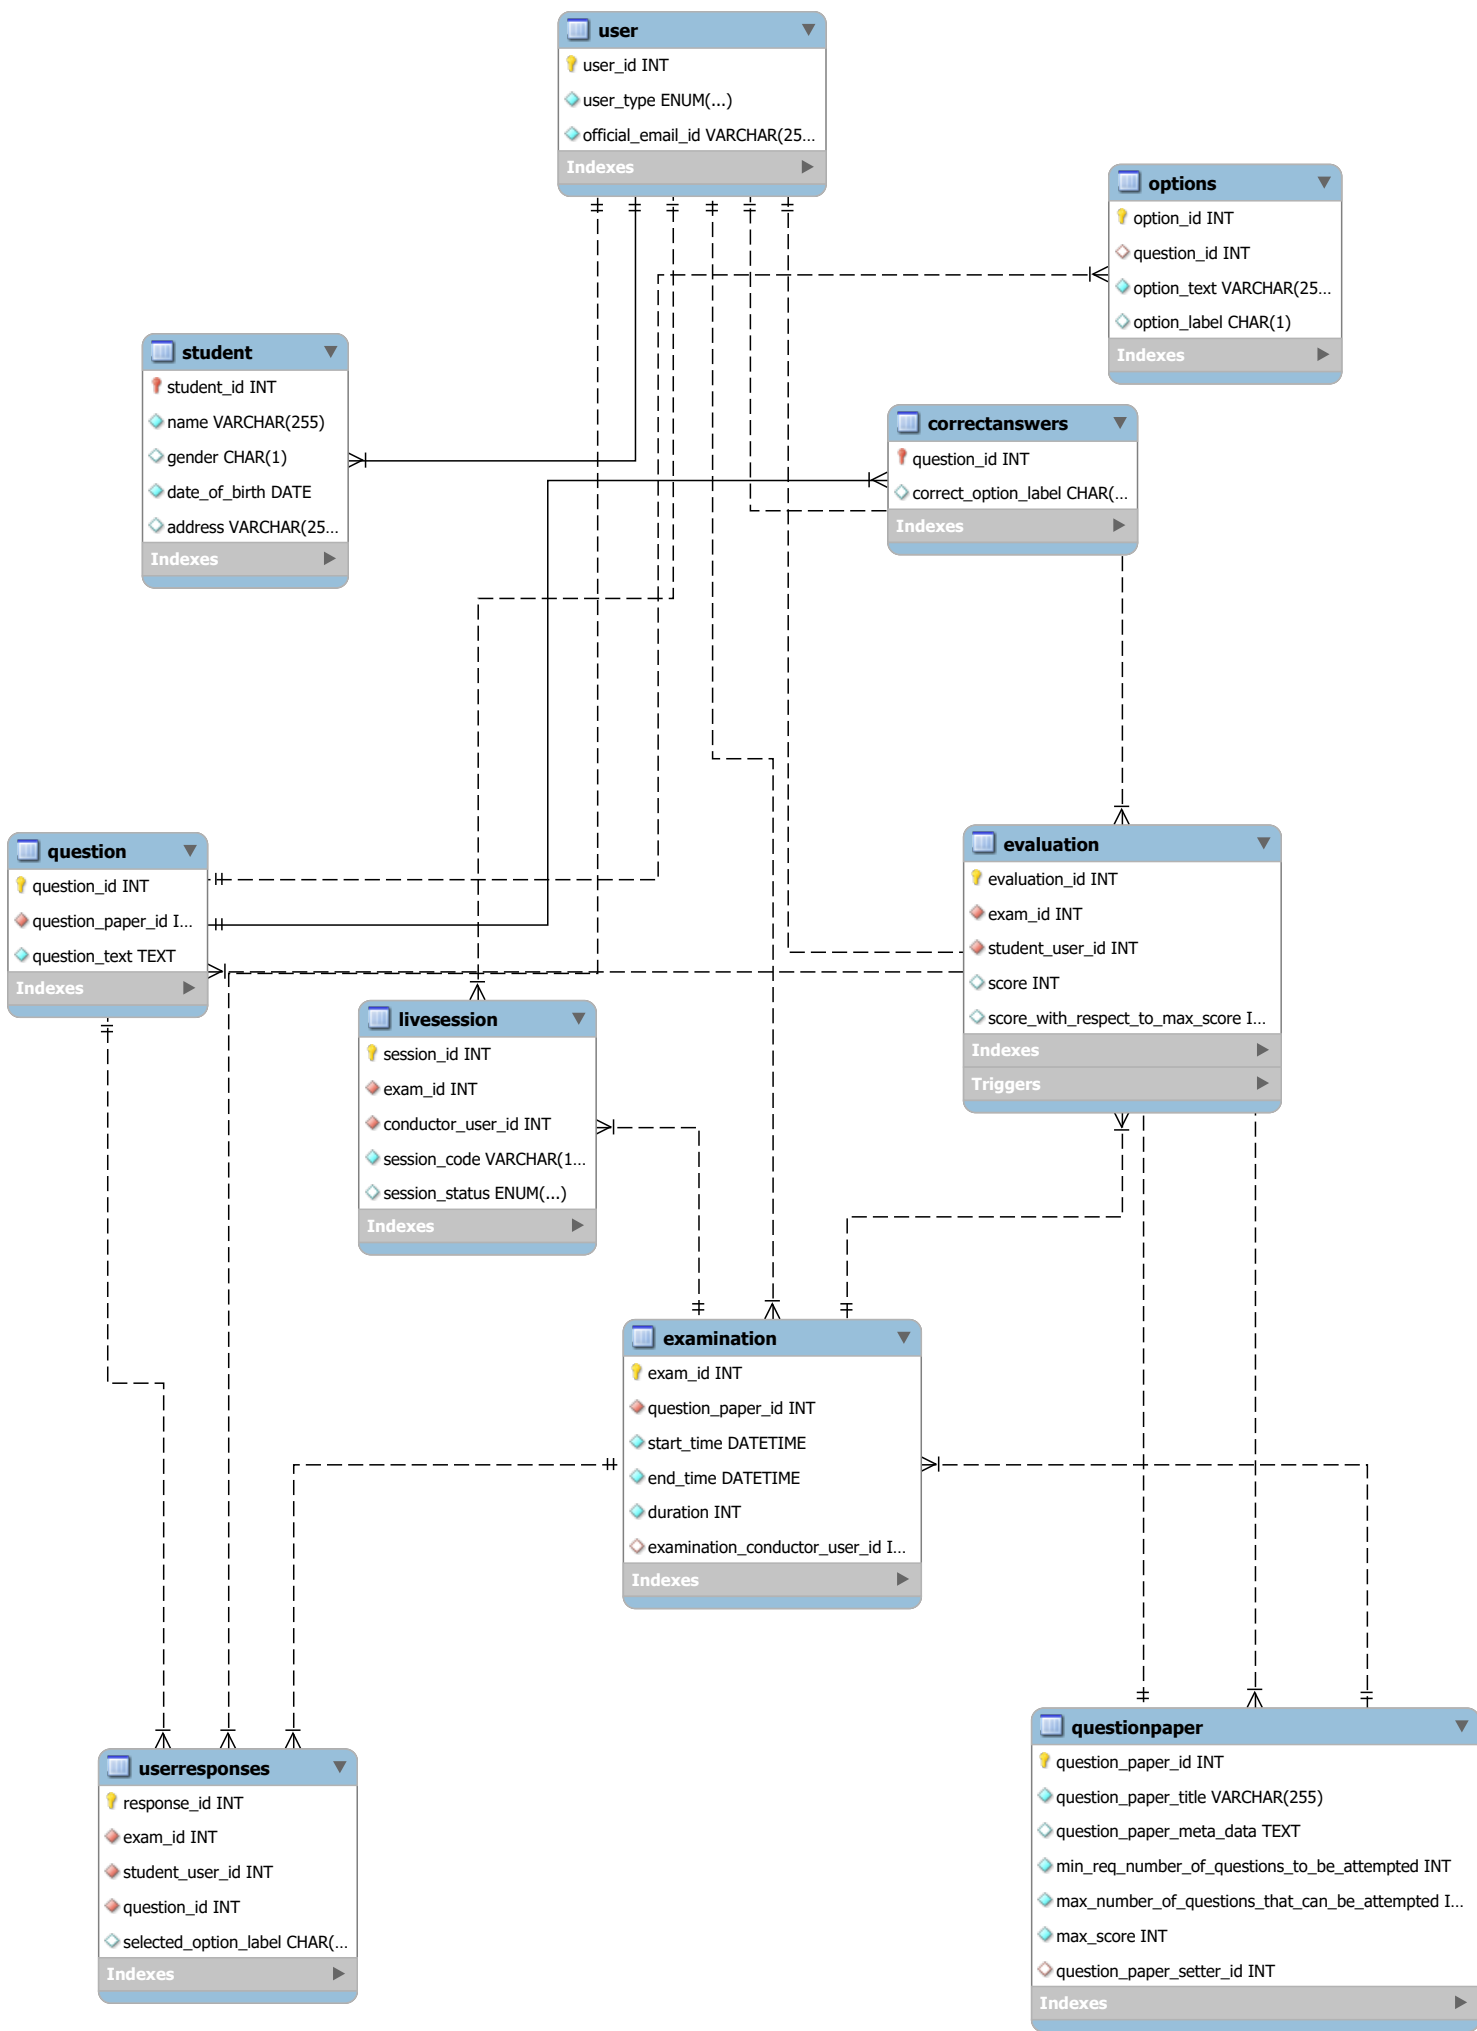 user
user_id INT
user_type ENUM(...)
official_email_id VARCHAR(25...
Indexes
options
option_id INT
question_id INT
option_text VARCHAR(25...
option_label CHAR(1)
Indexes
student
student_id INT
name VARCHAR(255)
gender CHAR(1)
date_of_birth DATE
address VARCHAR(25...
Indexes
correctanswers
question_id INT
correct_option_label CHAR(...
Indexes
question
question_id INT
question_paper_id I...
question_text TEXT
Indexes
evaluation
evaluation_id INT
exam_id INT
student_user_id INT
score INT
score_with_respect_to_max_score I...
Indexes
Triggers
livesession
session_id INT
exam_id INT
conductor_user_id INT
session_code VARCHAR(1...
session_status ENUM(...)
Indexes
examination
exam_id INT
question_paper_id INT
start_time DATETIME
end_time DATETIME
duration INT
examination_conductor_user_id I...
Indexes
userresponses
response_id INT
exam_id INT
student_user_id INT
question_id INT
selected_option_label CHAR(...
Indexes
questionpaper
question_paper_id INT
question_paper_title VARCHAR(255)
question_paper_meta_data TEXT
min_req_number_of_questions_to_be_attempted INT
max_number_of_questions_that_can_be_attempted I...
max_score INT
question_paper_setter_id INT
Indexes